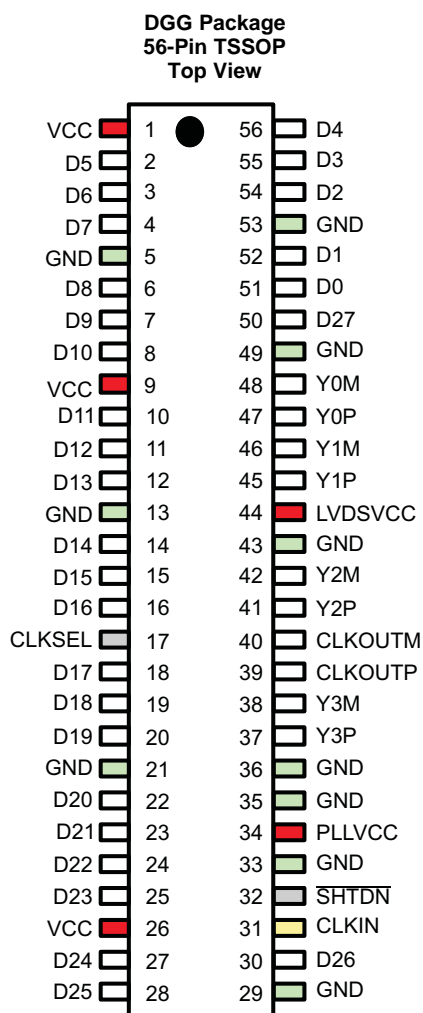 DGG Package
56-Pin TSSOP
Top View
VCC 1 56 D4
D5 2 55 D3
D6 3 54 D2
D7 4 53 GND
GND 5 52 D1
D8 6 51 D0
D9 7 50 D27
D10 8 49 GND
VCC 9 48 Y0M
D11 10 47 Y0P
D12 11 46 Y1M
D13 12 45 Y1P
GND 13 44 LVDSVCC
D14 14 43 GND
D15 15 42 Y2M
D16 16 41 Y2P
CLKSEL 17 40 CLKOUTM
D17 18 39 CLKOUTP
D18 19 38 Y3M
D19 20 37 Y3P
GND 21 36 GND
D20 22 35 GND
D21 23 34 PLLVCC
D22 24 33 GND
D23 25 32 SHTDN
VCC 26 31 CLKIN
D24 27 30 D26
D25 28 29 GND